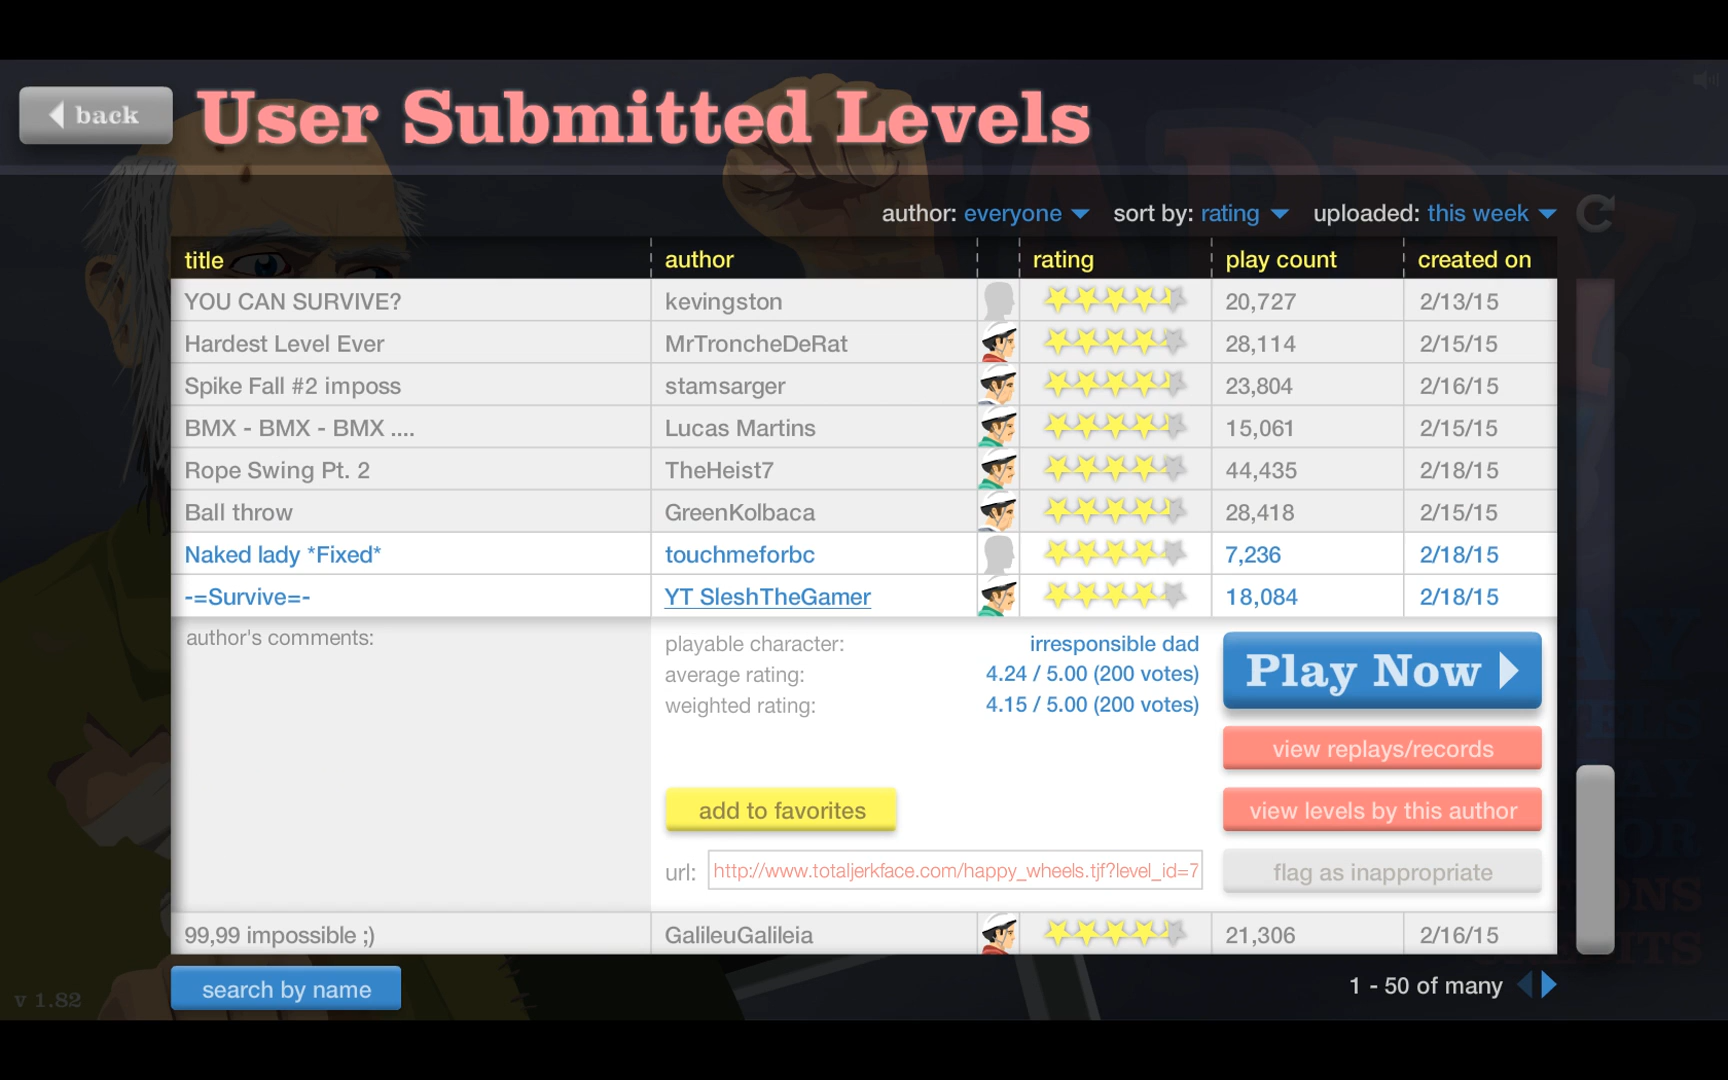 back
User Submitted Levels
author: everyone sort by: rating uploaded: this week
title author rating play count created on
YOU CAN SURVIVE? kevingston 20,727 2/13/15
Hardest Level Ever MrTroncheDeRat 28,114 2/15/15
Spike Fall #2 imposs stamsarger 23,804 2/16/15
BMX - BMX - BMX .... Lucas Martins 15,061 2/15/15
Rope Swing Pt. 2 TheHeist7 44,435 2/18/15
Ball throw GreenKolbaca 28,418 2/15/15
Naked lady *Fixed* touchmeforbc 7,236 2/18/15
-=Survive=- YT SleshTheGamer 18,084 2/18/15
author's comments:
playable character: irresponsible dad
average rating: 4.24 / 5.00 (200 votes)
weighted rating: 4.15 / 5.00 (200 votes)
Play Now
view replays/records
add to favorites
view levels by this author
url: http://www.totaljerkface.com/happy_wheels.tjf?level_id=7
flag as inappropriate
99,99 impossible ;) GalileuGalileia 21,306 2/16/15
search by name
1 - 50 of many
v 1.82